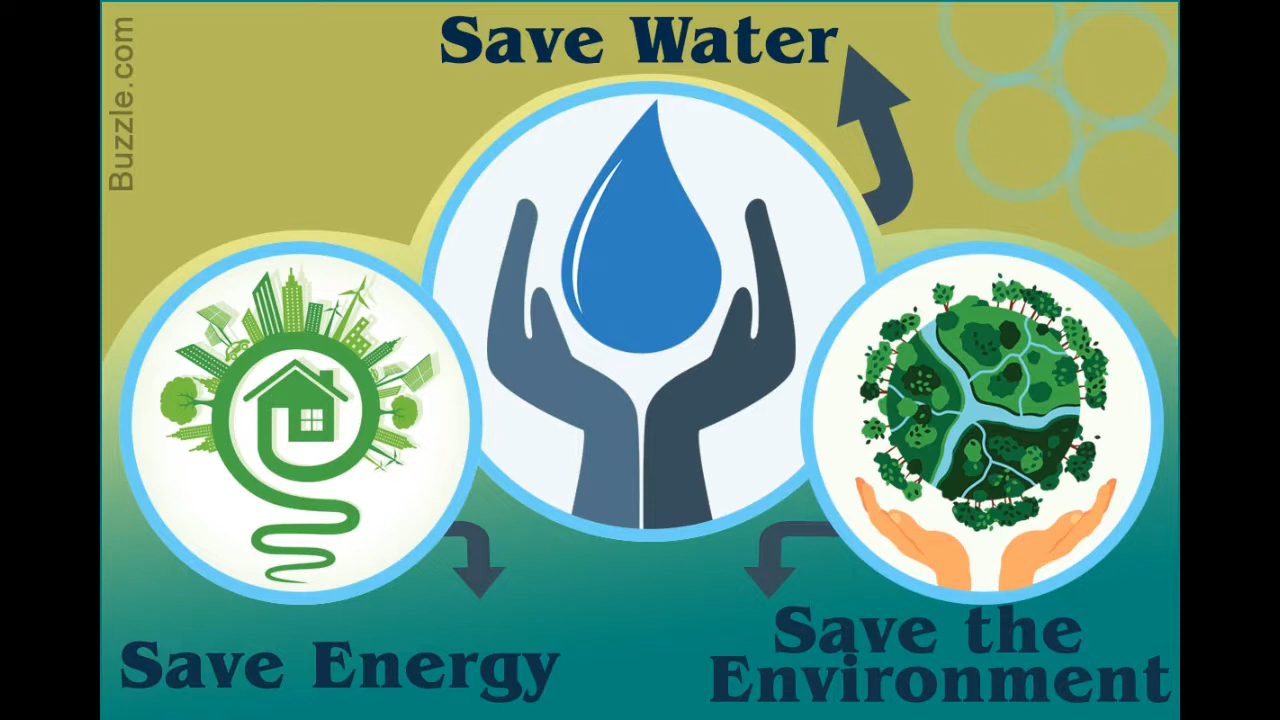 Buzzle.com
Save Water
Save Energy
Save the
Environment